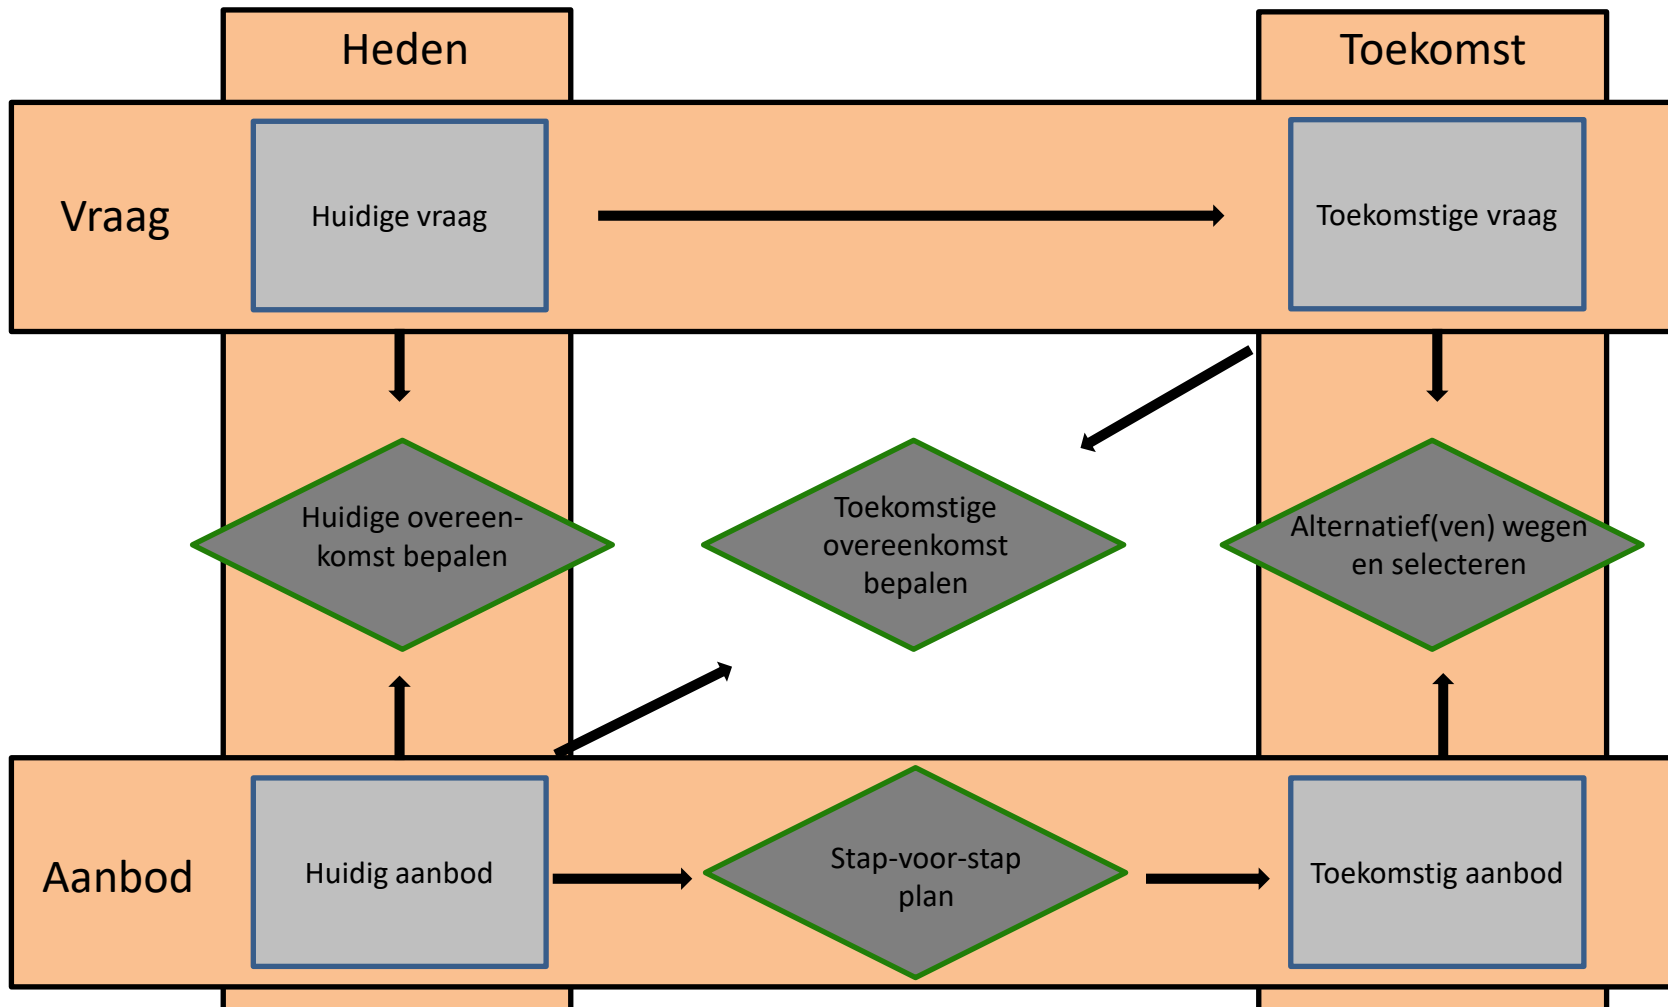 Heden
Toekomst
Vraag
Huidige vraag
Toekomstige vraag
Huidige overeen-
komst bepalen
Toekomstige
overeenkomst
bepalen
Alternatief(ven) wegen
en selecteren
Aanbod
Huidig aanbod
Stap-voor-stap
plan
Toekomstig aanbod